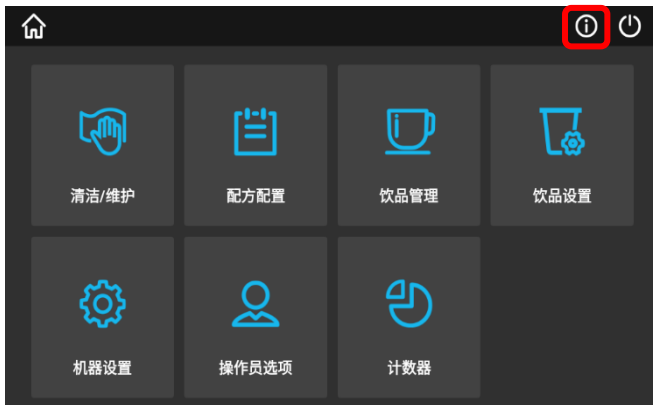 清洁/维护
配方配置
饮品管理
饮品设置
机器设置
操作员选项
计数器